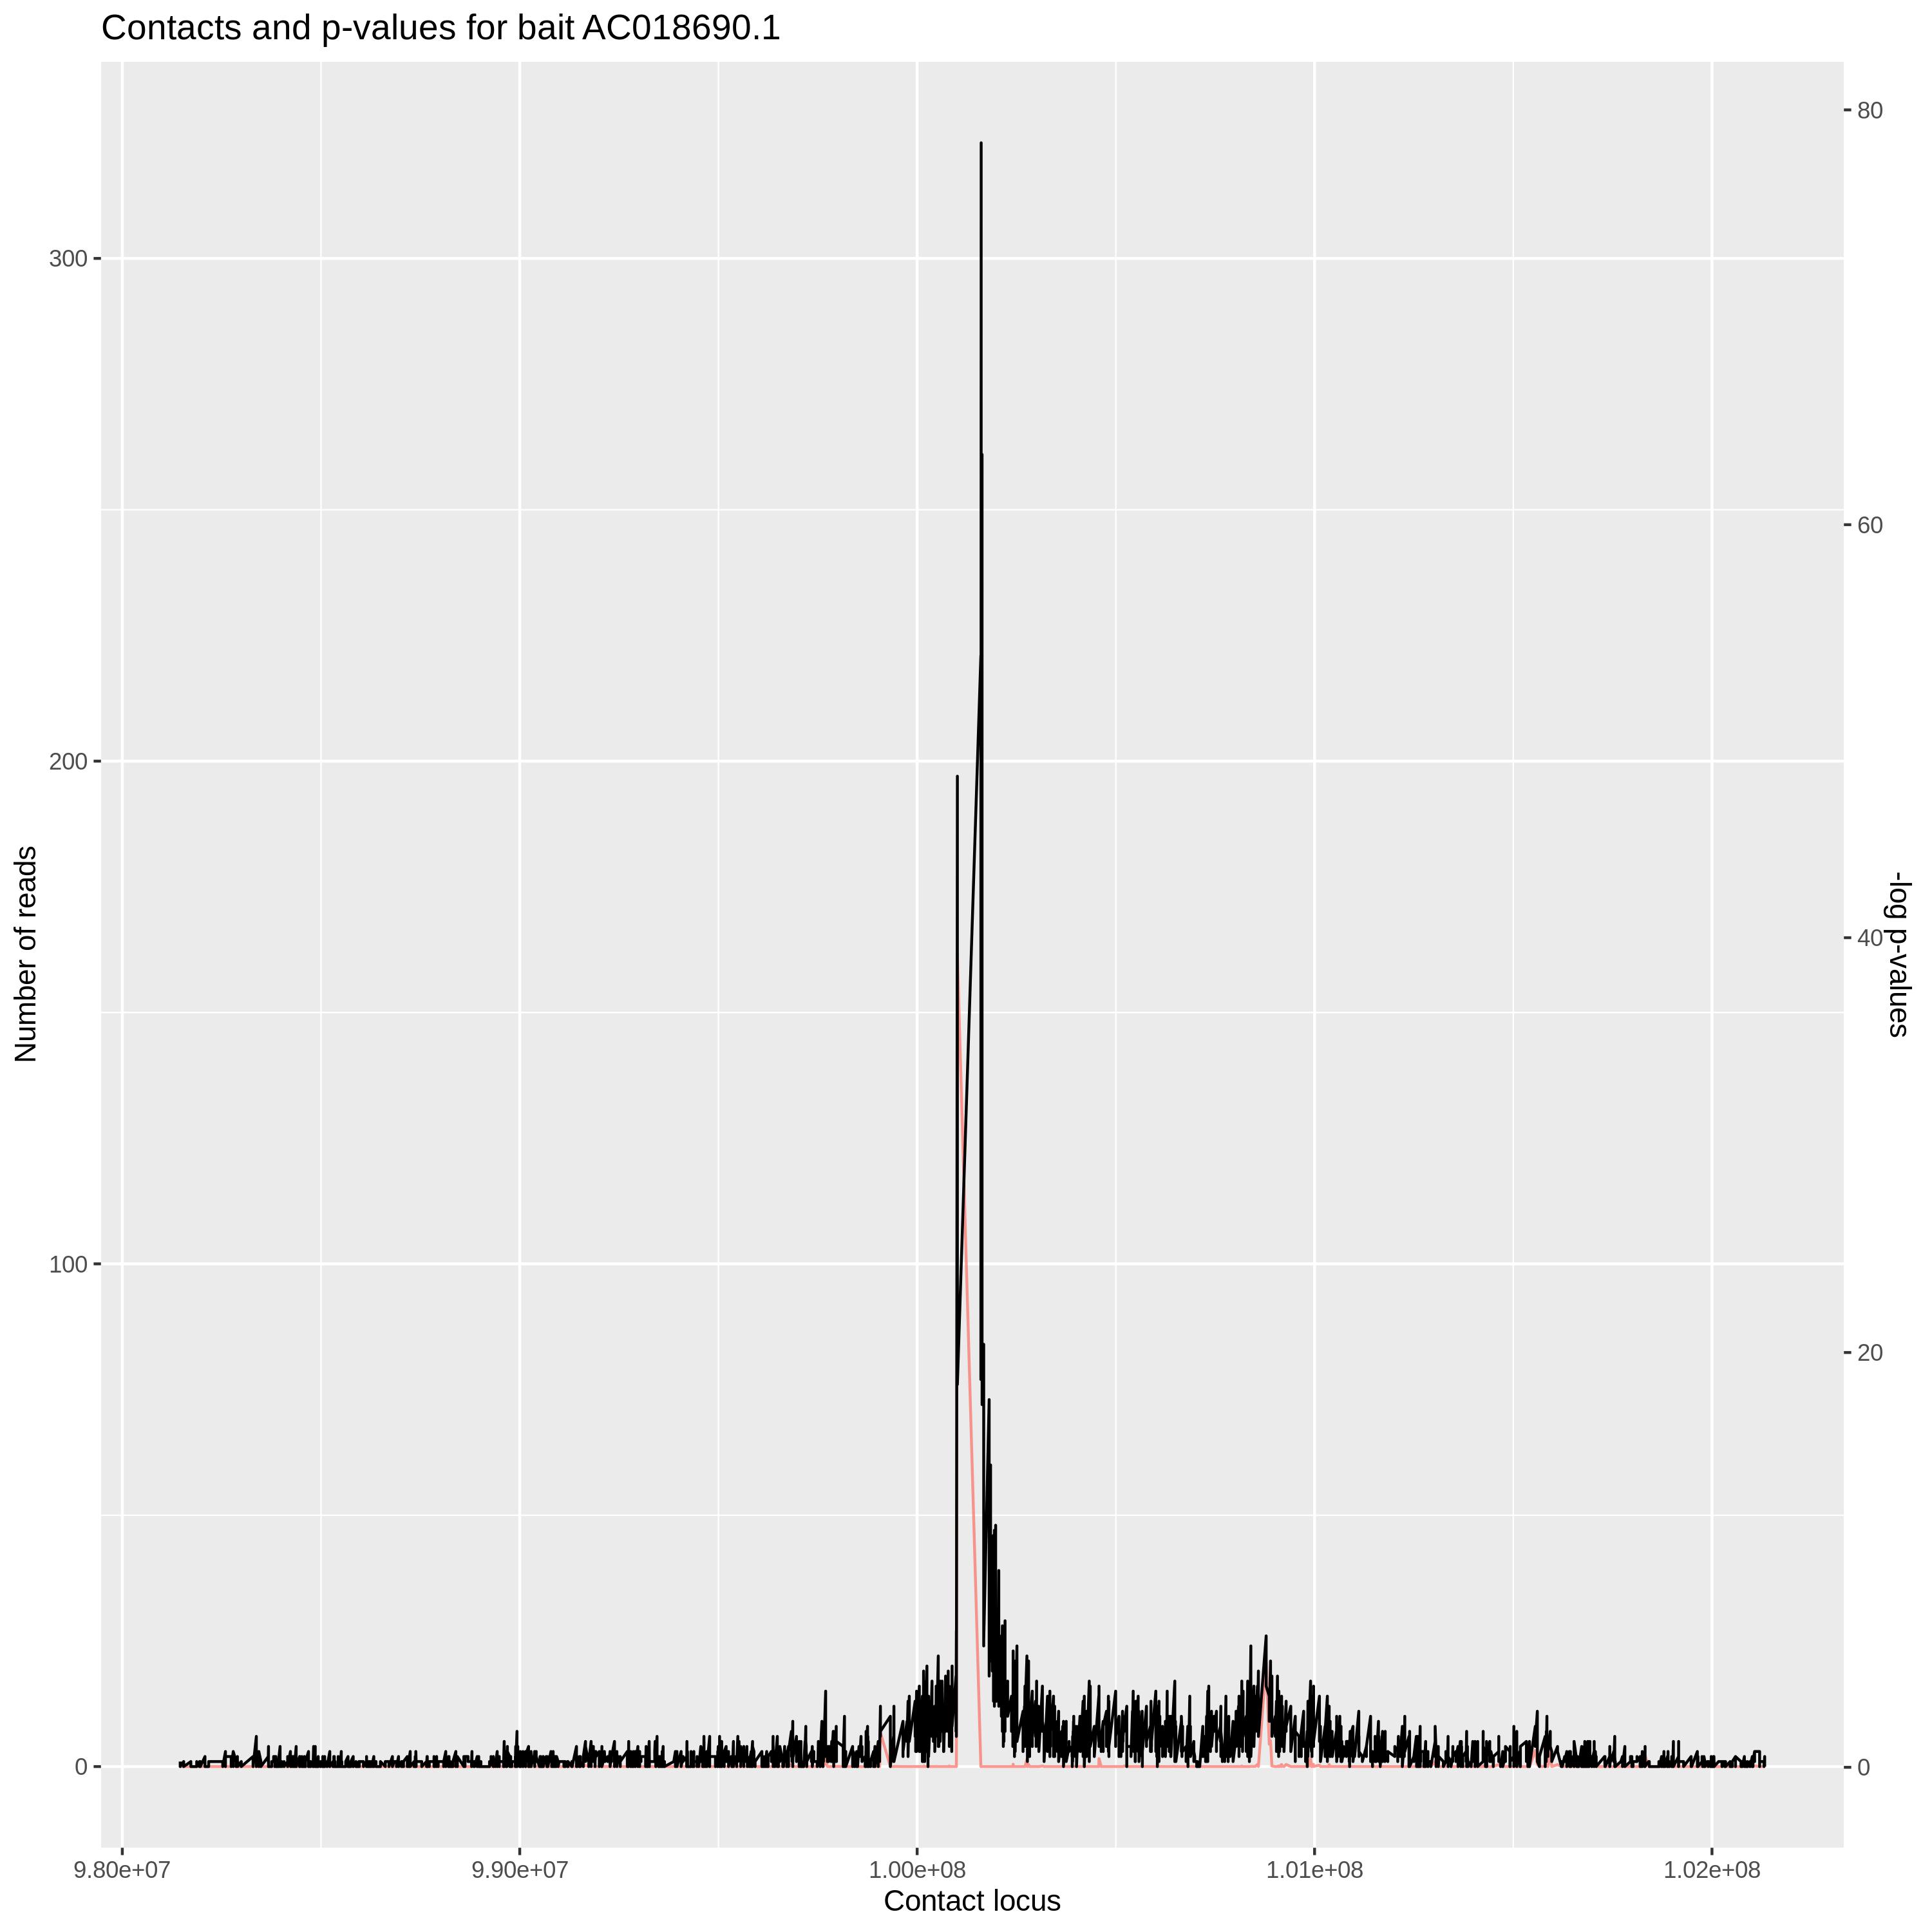 Contacts and p-values for bait AC018690.1
300
200
100
0
Number of reads
80
60
40
20
0
-log p-values
9.80e+07
9.90e+07
1.00e+08
1.01e+08
1.02e+08
Contact locus